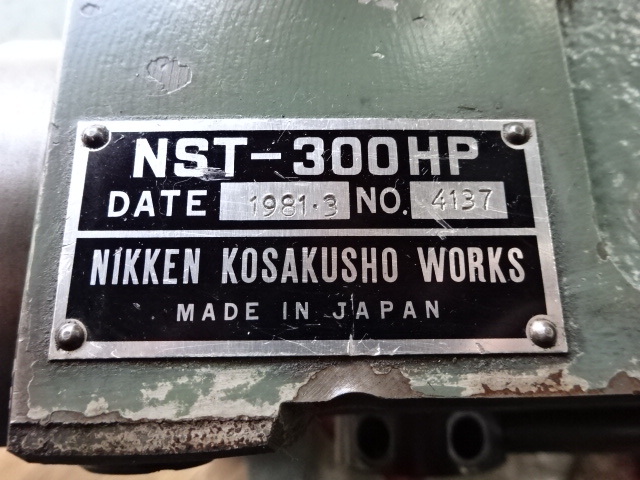 NST-300HP
DATE 1981.3 NO. 4137
NIKKEN KOSAKUSHO WORKS
MADE IN JAPAN